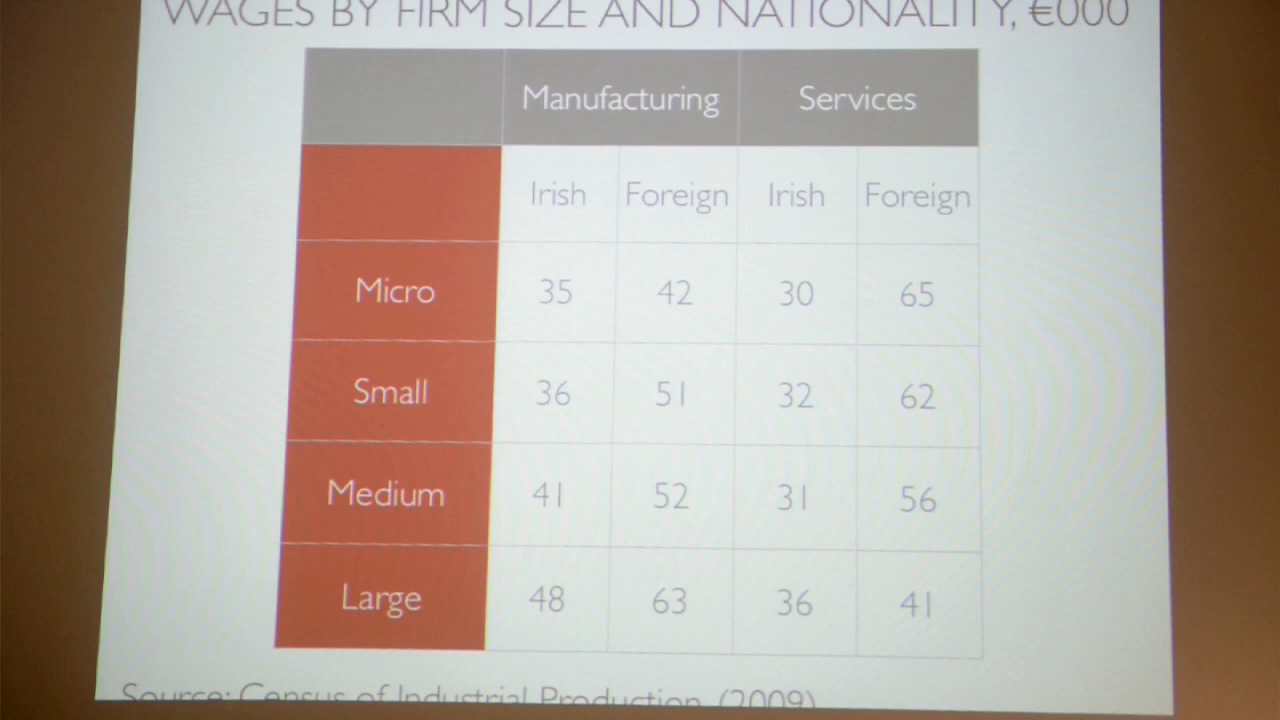 WAGES BY FIRM SIZE AND NATIONALITY, €000
Manufacturing Services
Irish Foreign Irish Foreign
Micro 35 42 30 65
Small 36 51 32 62
Medium 41 52 31 56
Large 48 63 36 41
Source: Census of Industrial Production, (2009)